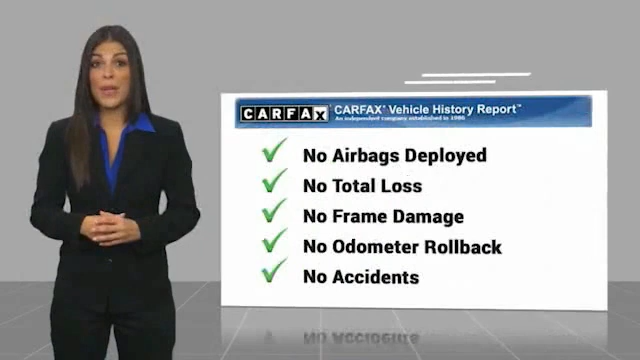 CARFAX CARFAX® Vehicle History Report™
An independent company established in 1986
No Airbags Deployed
No Total Loss
No Frame Damage
No Odometer Rollback
No Accidents